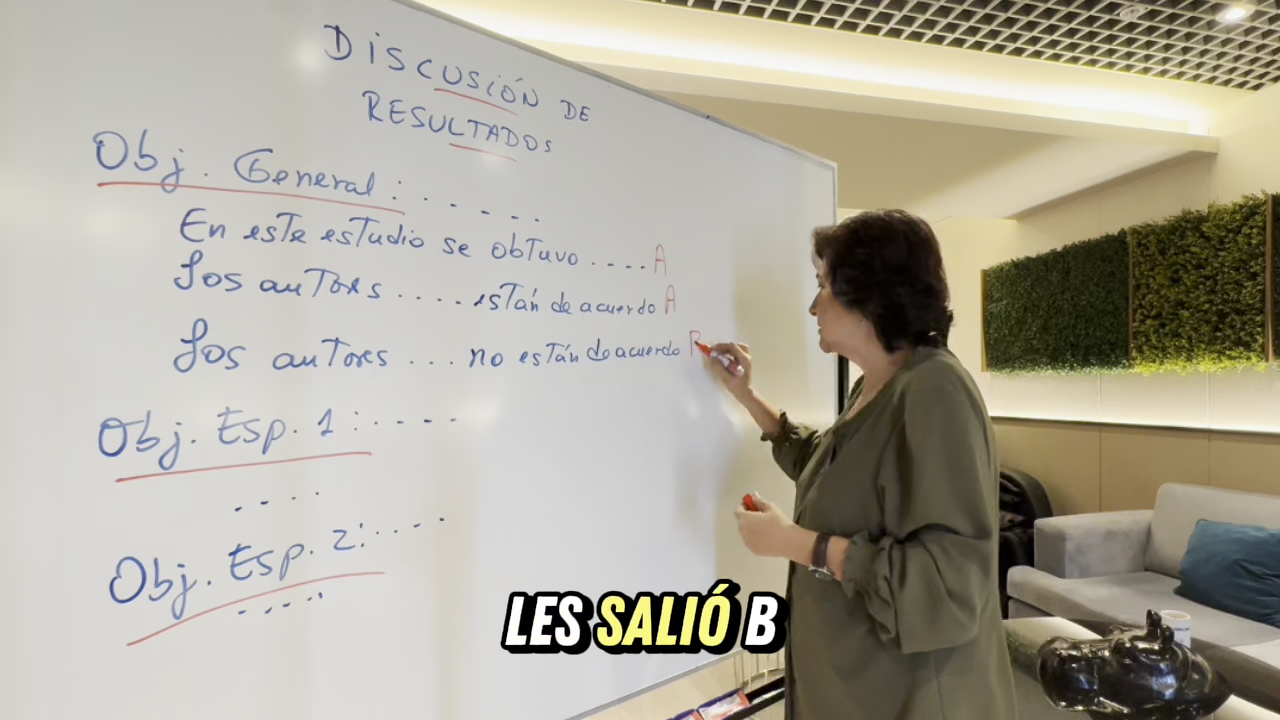 DISCUSIÓN DE
RESULTADOS
Obj. General : . . . . . .
En este estudio se obtuvo . . . . . A
Los autores . . . . están de acuerdo A
Los autores . . . no están de acuerdo B
Obj. Esp. 1 : . . . . .
. . . .
Obj. Esp. 2 : . . . .
. . . . .
LES SALIÓ B